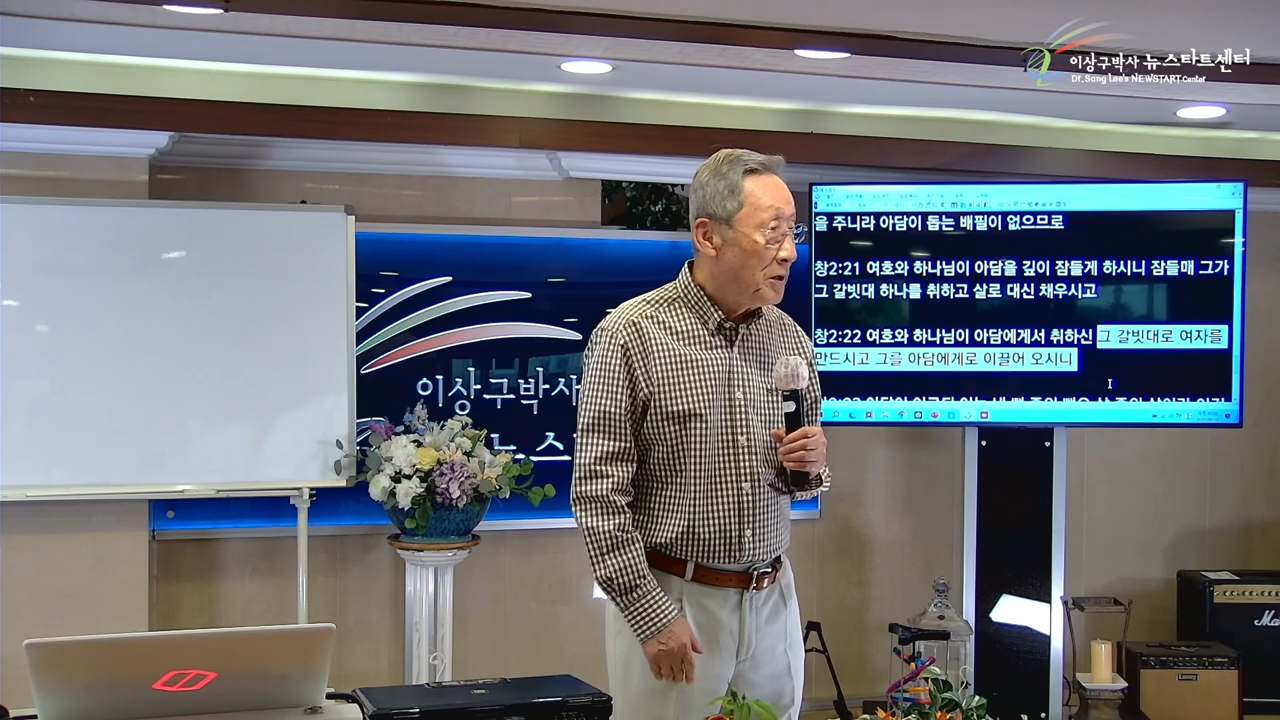 이상구박사 뉴스타트센터
Dr. Sang Lee's NEWSTART Center
을 주니라 아담이 돕는 배필이 없으므로
창2:21 여호와 하나님이 아담을 깊이 잠들게 하시니 잠들매 그가
그 갈빗대 하나를 취하고 살로 대신 채우시고
창2:22 여호와 하나님이 아담에게서 취하신 그 갈빗대로 여자를
만드시고 그를 아담에게로 이끌어 오시니
이상구박사
뉴스
Laney